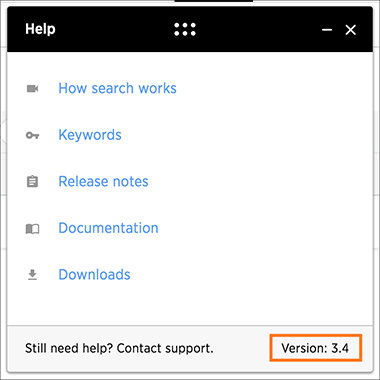 Help
How search works
Keywords
Release notes
Documentation
Downloads
Still need help? Contact support.
Version: 3.4